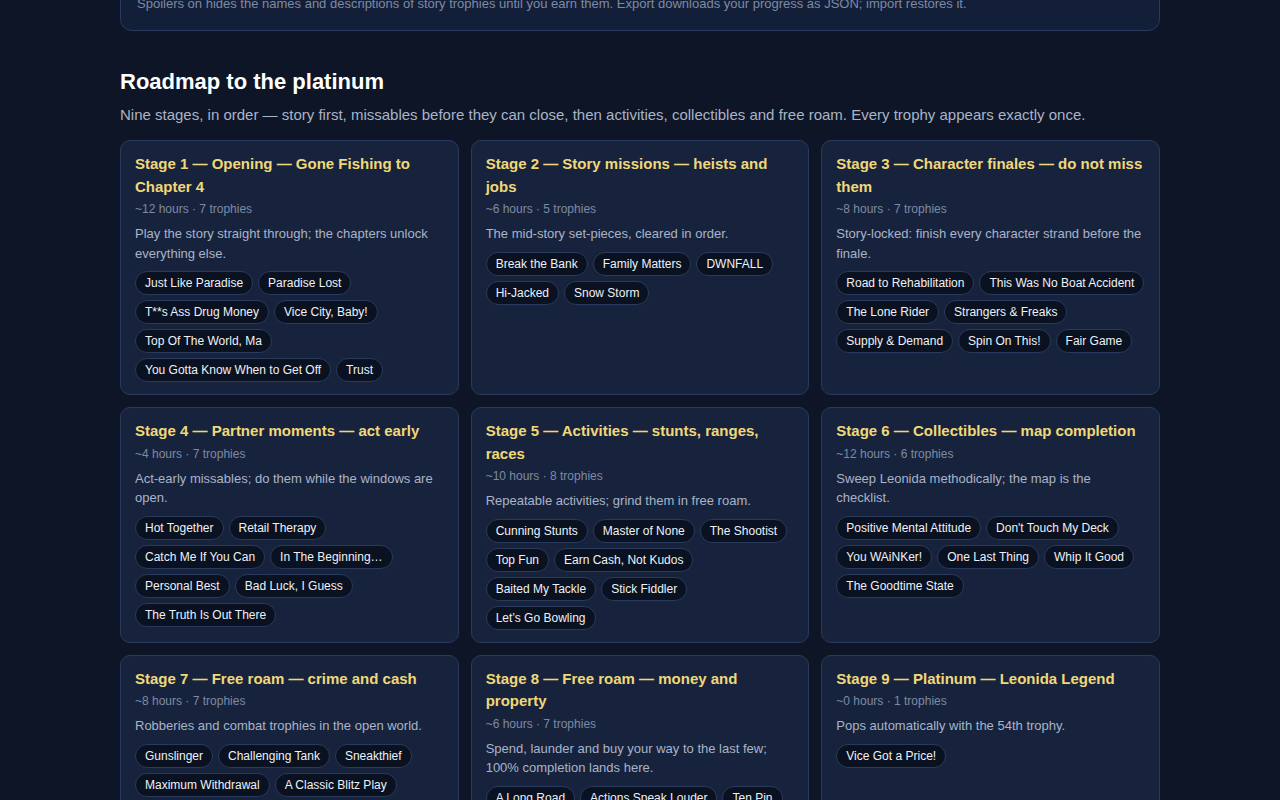 Spoilers on hides the names and descriptions of story trophies until you earn them. Export downloads your progress as JSON; import restores it.
Roadmap to the platinum
Nine stages, in order — story first, missables before they can close, then activities, collectibles and free roam. Every trophy appears exactly once.
Stage 1 — Opening — Gone Fishing to
Chapter 4
~12 hours · 7 trophies
Play the story straight through; the chapters unlock
everything else.
Just Like Paradise
Paradise Lost
T**s Ass Drug Money
Vice City, Baby!
Top Of The World, Ma
You Gotta Know When to Get Off
Trust
Stage 2 — Story missions — heists and
jobs
~6 hours · 5 trophies
The mid-story set-pieces, cleared in order.
Break the Bank
Family Matters
DWNFALL
Hi-Jacked
Snow Storm
Stage 3 — Character finales — do not miss
them
~8 hours · 7 trophies
Story-locked: finish every character strand before the
finale.
Road to Rehabilitation
This Was No Boat Accident
The Lone Rider
Strangers & Freaks
Supply & Demand
Spin On This!
Fair Game
Stage 4 — Partner moments — act early
~4 hours · 7 trophies
Act-early missables; do them while the windows are
open.
Hot Together
Retail Therapy
Catch Me If You Can
In The Beginning…
Personal Best
Bad Luck, I Guess
The Truth Is Out There
Stage 5 — Activities — stunts, ranges,
races
~10 hours · 8 trophies
Repeatable activities; grind them in free roam.
Cunning Stunts
Master of None
The Shootist
Top Fun
Earn Cash, Not Kudos
Baited My Tackle
Stick Fiddler
Let's Go Bowling
Stage 6 — Collectibles — map completion
~12 hours · 6 trophies
Sweep Leonida methodically; the map is the
checklist.
Positive Mental Attitude
Don't Touch My Deck
You WAiNKer!
One Last Thing
Whip It Good
The Goodtime State
Stage 7 — Free roam — crime and cash
~8 hours · 7 trophies
Robberies and combat trophies in the open world.
Gunslinger
Challenging Tank
Sneakthief
Maximum Withdrawal
A Classic Blitz Play
Stage 8 — Free roam — money and
property
~6 hours · 7 trophies
Spend, launder and buy your way to the last few;
100% completion lands here.
A Long Road
Actions Speak Louder
Ten Pin
Stage 9 — Platinum — Leonida Legend
~0 hours · 1 trophies
Pops automatically with the 54th trophy.
Vice Got a Price!